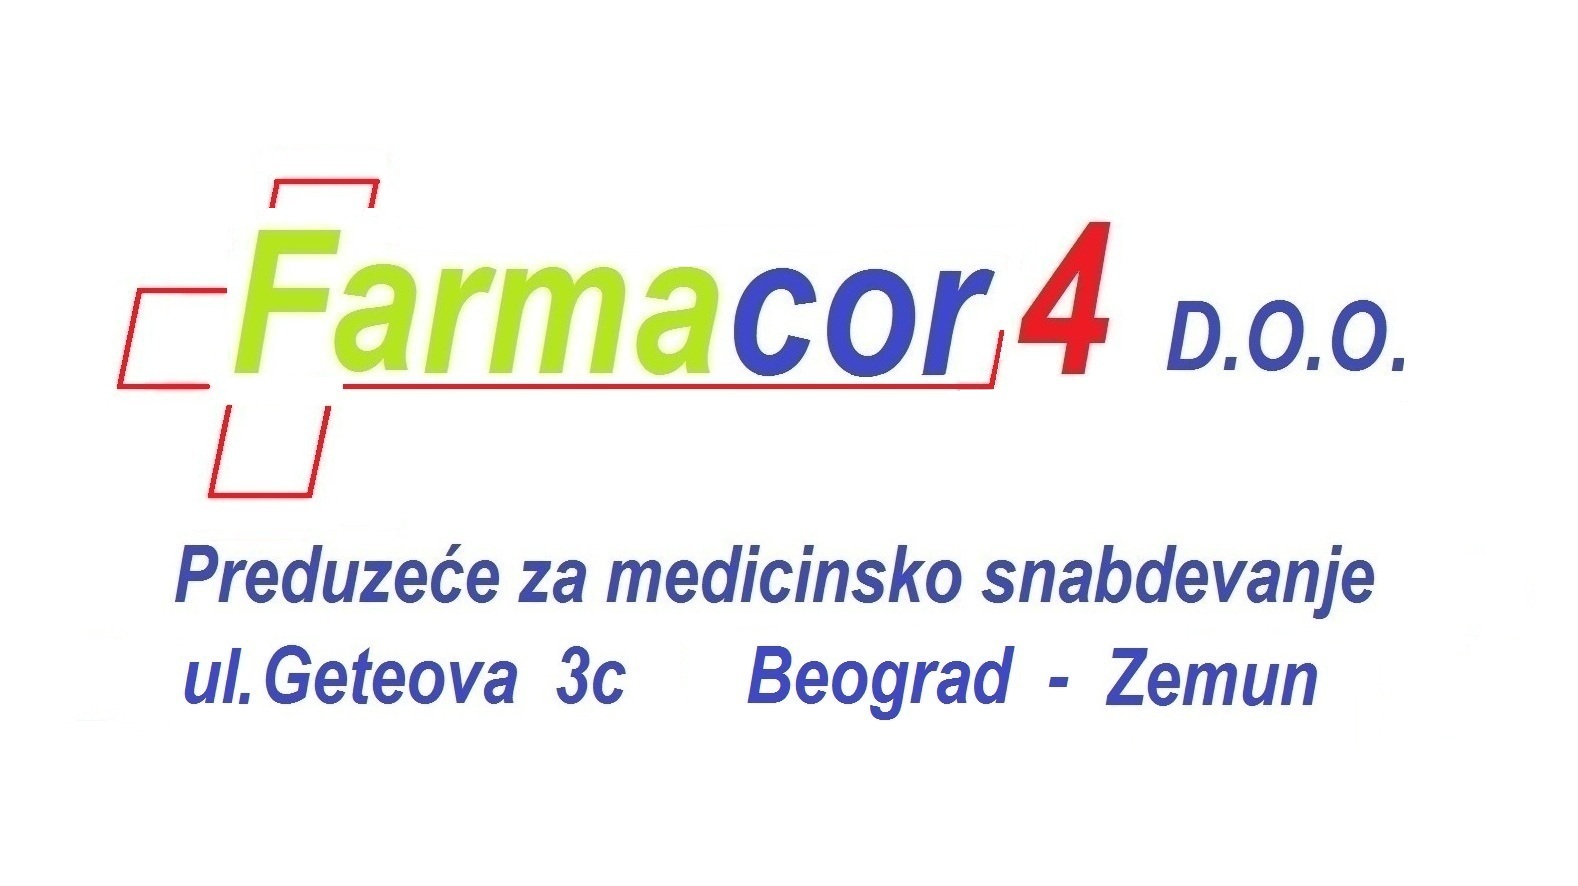 Farmacor 4 D.O.O.
Preduzeće za medicinsko snabdevanje
ul.Geteova 3c Beograd - Zemun